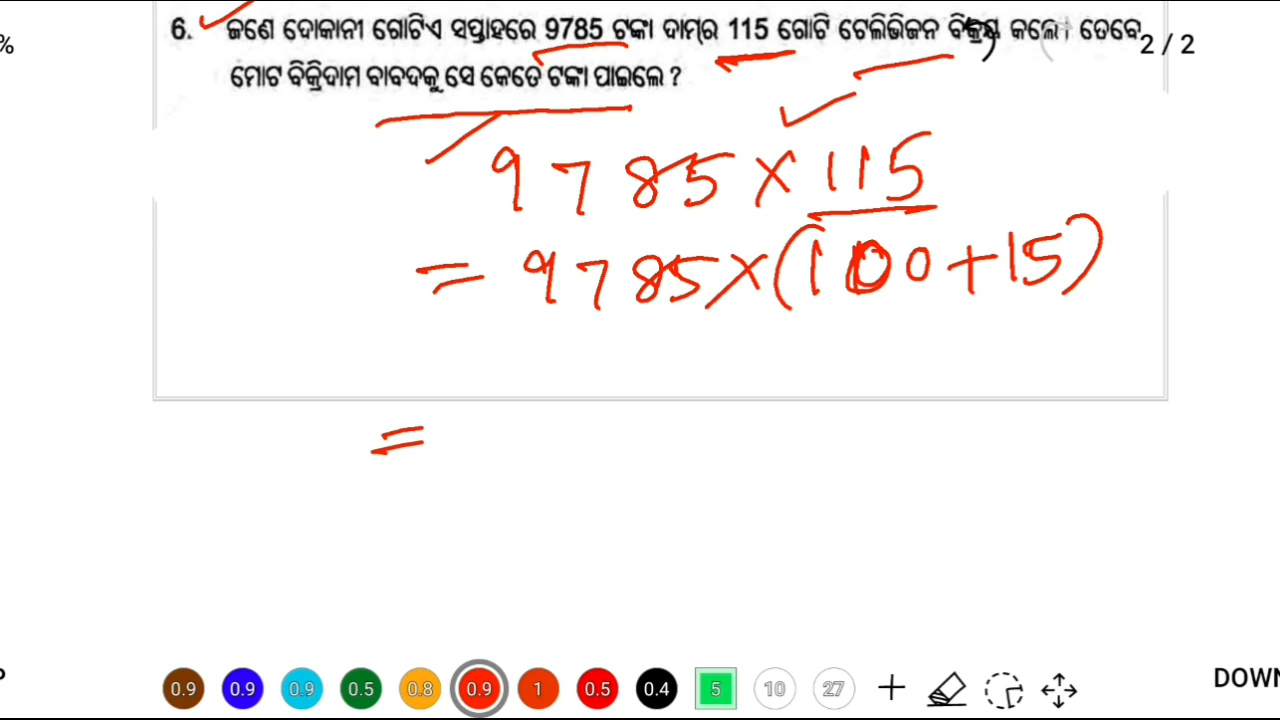 6. ଜଣେ ଦୋକାନୀ ଗୋଟିଏ ସପ୍ତାହରେ 9785 ଟଙ୍କା ଦାମ୍‌ର 115 ଗୋଟି ଟେଲିଭିଜନ ବିକ୍ରୟ କଲେ। ତେବେ
2 / 2
%
ମୋଟ ବିକ୍ରିଦାମ ବାବଦକୁ ସେ କେତେ ଟଙ୍କା ପାଇଲେ ?
9785 × 115
= 9785 × (100 + 15)
=
0.9 0.9 0.9 0.5 0.8 0.9 1 0.5 0.4 5 10 27 +
DOWN